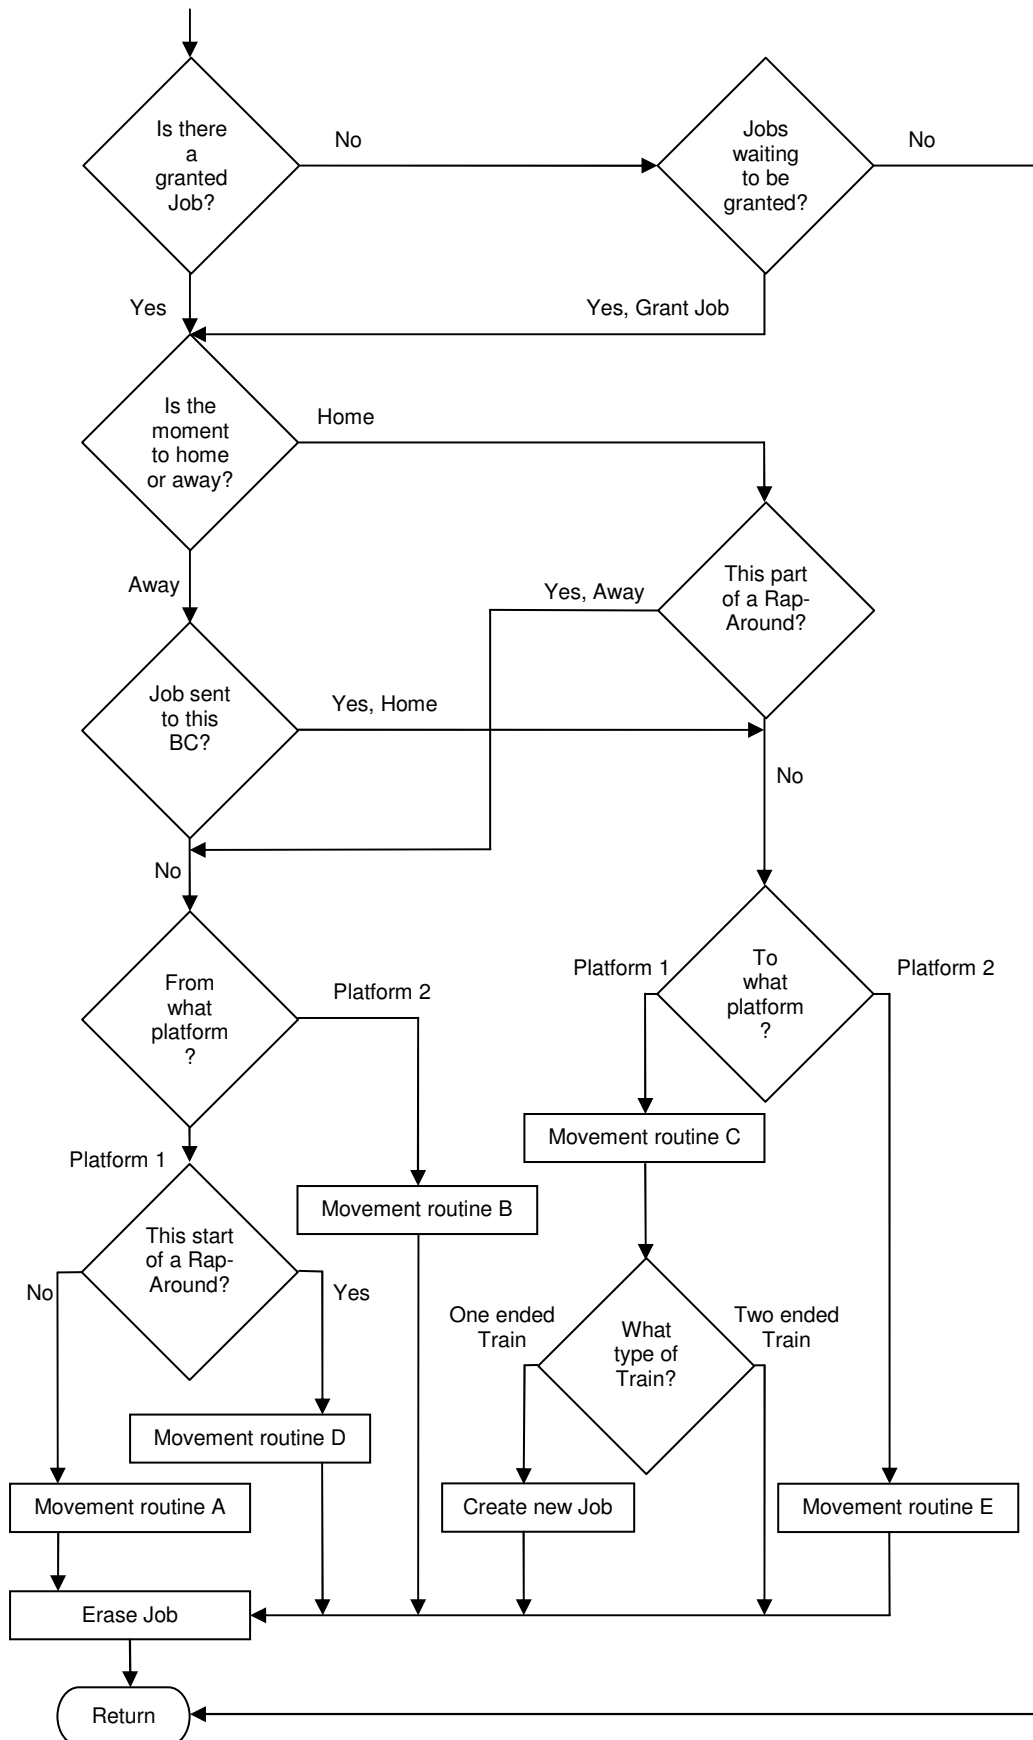 Is there
a
granted
Job?
No
Jobs
waiting
to be
granted?
No
Yes
Yes, Grant Job
Is the
moment
to home
or away?
Home
Away
This part
of a Rap-
Around?
Yes, Away
Job sent
to this
BC?
Yes, Home
No
No
From
what
platform
?
Platform 2
Platform 1
To
what
platform
?
Platform 2
Platform 1
Movement routine C
Movement routine B
This start
of a Rap-
Around?
No
Yes
One ended
Train
What
type of
Train?
Two ended
Train
Movement routine D
Movement routine A
Create new Job
Movement routine E
Erase Job
Return